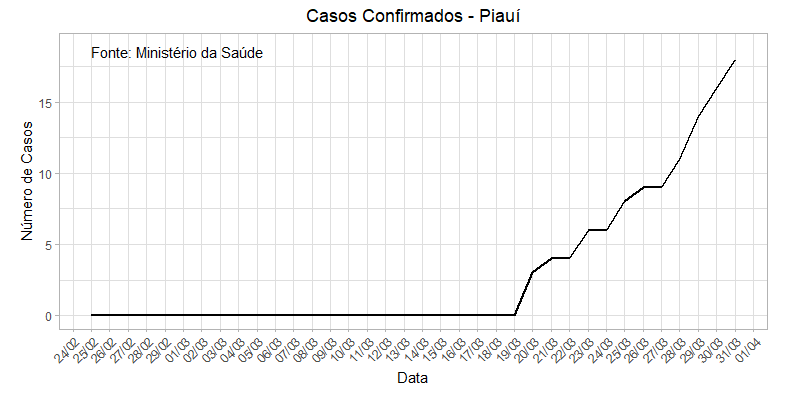 Casos Confirmados - Piauí
Fonte: Ministério da Saúde
Número de Casos
15
10
5
0
24/02 25/02 26/02 27/02 28/02 29/02 01/03 02/03 03/03 04/03 05/03 06/03 07/03 08/03 09/03 10/03 11/03 12/03 13/03 14/03 15/03 16/03 17/03 18/03 19/03 20/03 21/03 22/03 23/03 24/03 25/03 26/03 27/03 28/03 29/03 30/03 31/03 01/04
Data